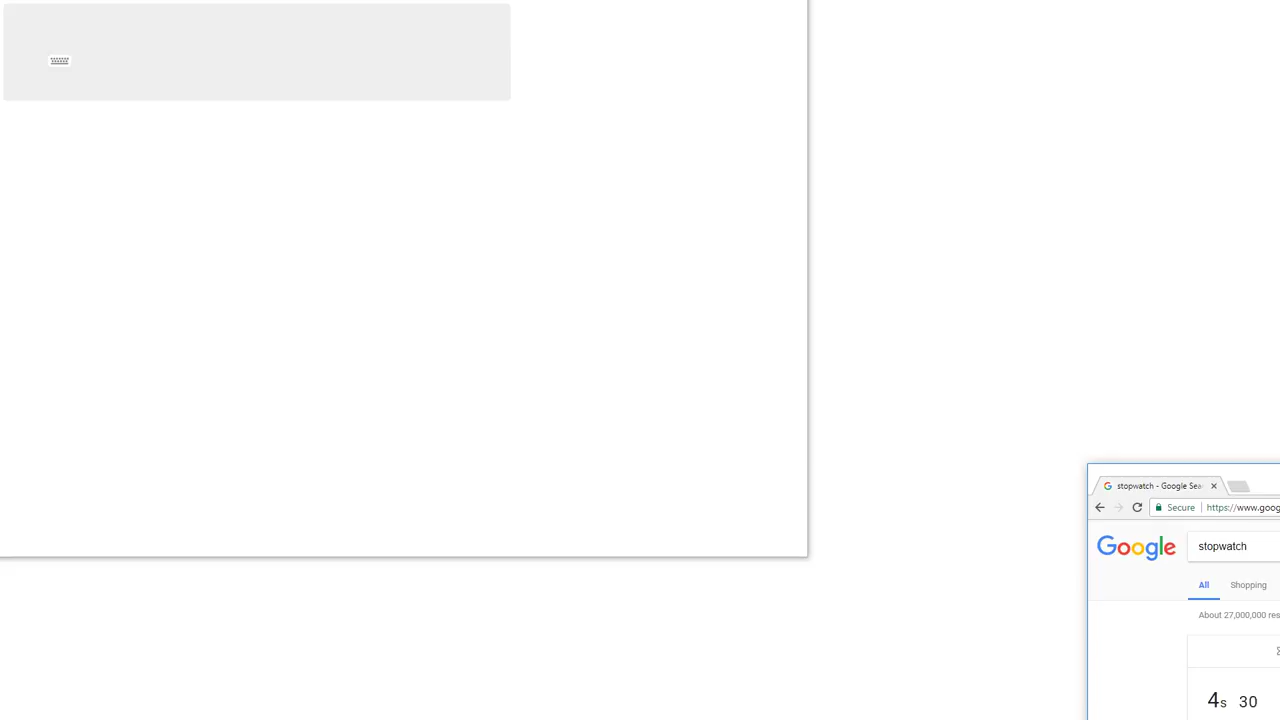 stopwatch - Google Sea
Secure
https://www.goog
Google
stopwatch
All
Shopping
About 27,000,000 res
4s 30